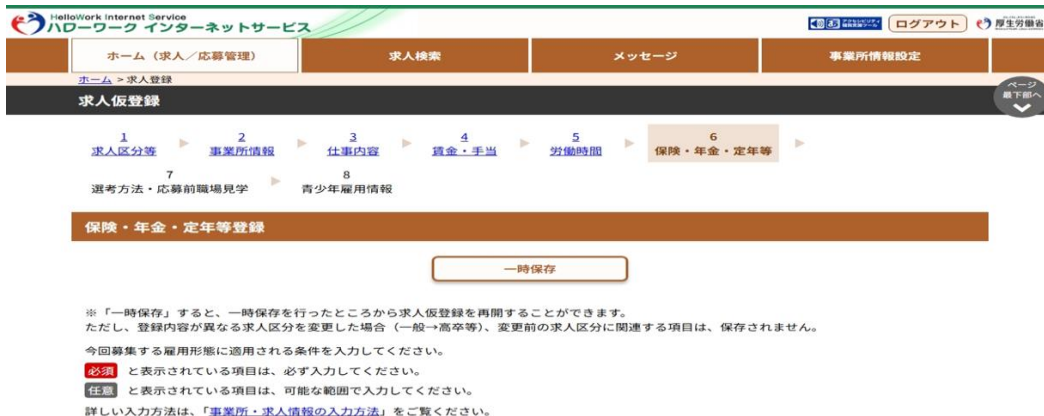 HelloWork Internet Service
ハローワーク インターネットサービス
ログアウト
厚生労働省
ホーム（求人／応募管理）
求人検索
メッセージ
事業所情報設定
ホーム > 求人登録
ページ
最下部へ
求人仮登録
1
求人区分等
2
事業所情報
3
仕事内容
4
賃金・手当
5
労働時間
6
保険・年金・定年等
7
選考方法・応募前職場見学
8
青少年雇用情報
保険・年金・定年等登録
一時保存
※「一時保存」すると、一時保存を行ったところから求人仮登録を再開することができます。
ただし、登録内容が異なる求人区分を変更した場合（一般→高卒等）、変更前の求人区分に関連する項目は、保存されません。
今回募集する雇用形態に適用される条件を入力してください。
必須 と表示されている項目は、必ず入力してください。
任意 と表示されている項目は、可能な範囲で入力してください。
詳しい入力方法は、「事業所・求人情報の入力方法」をご覧ください。